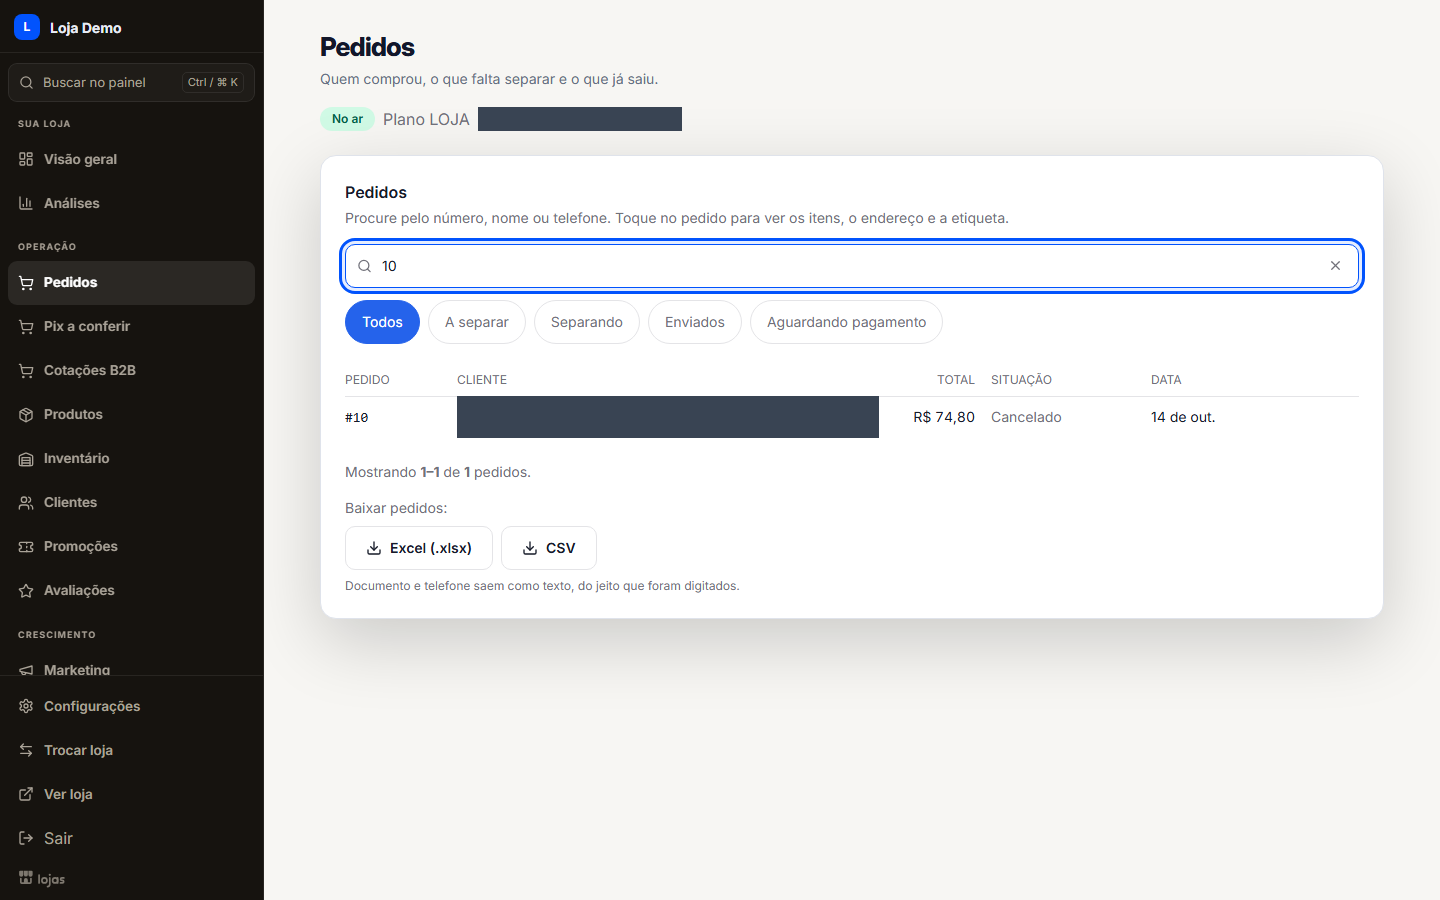 L Loja Demo
Buscar no painel Ctrl / ⌘ K
SUA LOJA
Visão geral
Análises
OPERAÇÃO
Pedidos
Pix a conferir
Cotações B2B
Produtos
Inventário
Clientes
Promoções
Avaliações
CRESCIMENTO
Marketing
Configurações
Trocar loja
Ver loja
Sair
lojas
Pedidos
Quem comprou, o que falta separar e o que já saiu.
No ar Plano LOJA
Pedidos
Procure pelo número, nome ou telefone. Toque no pedido para ver os itens, o endereço e a etiqueta.
10
Todos A separar Separando Enviados Aguardando pagamento
PEDIDO CLIENTE TOTAL SITUAÇÃO DATA
#10 R$ 74,80 Cancelado 14 de out.
Mostrando 1–1 de 1 pedidos.
Baixar pedidos:
Excel (.xlsx) CSV
Documento e telefone saem como texto, do jeito que foram digitados.